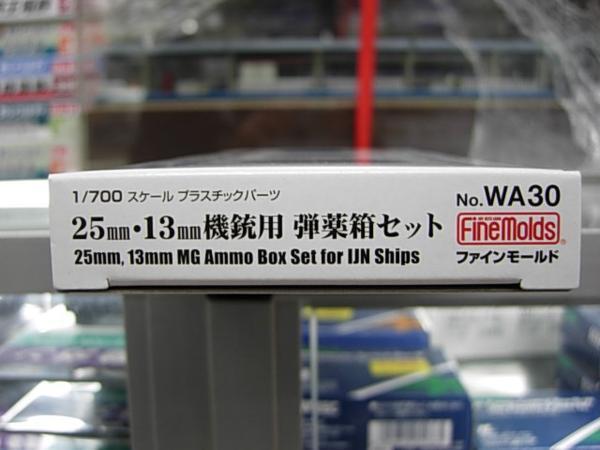 1/700 スケール プラスチックパーツ
25mm・13mm機銃用 弾薬箱セット
25mm, 13mm MG Ammo Box Set for IJN Ships
No.WA30
FineMolds®
ファインモールド